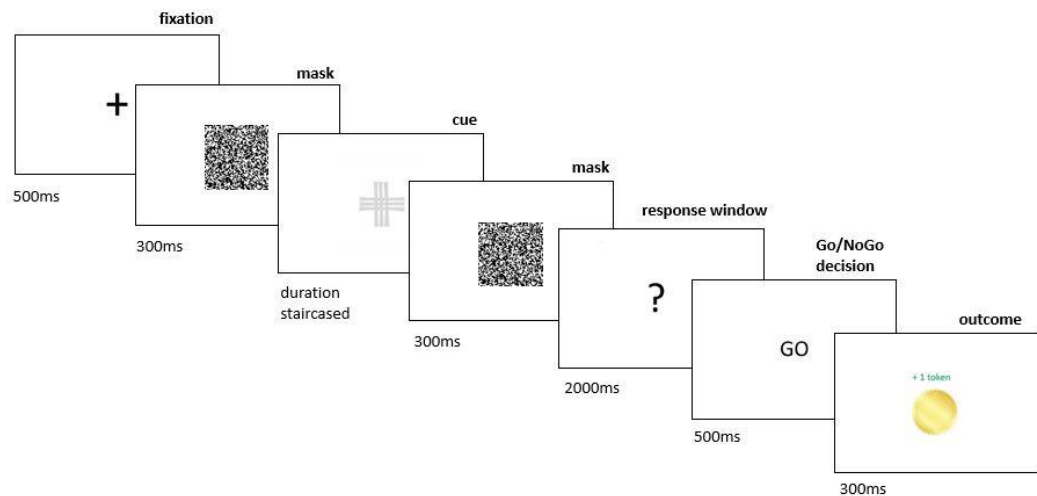 fixation
500ms
mask
300ms
cue
duration
staircased
mask
300ms
response window
?
2000ms
Go/NoGo
decision
GO
500ms
outcome
+ 1 token
300ms